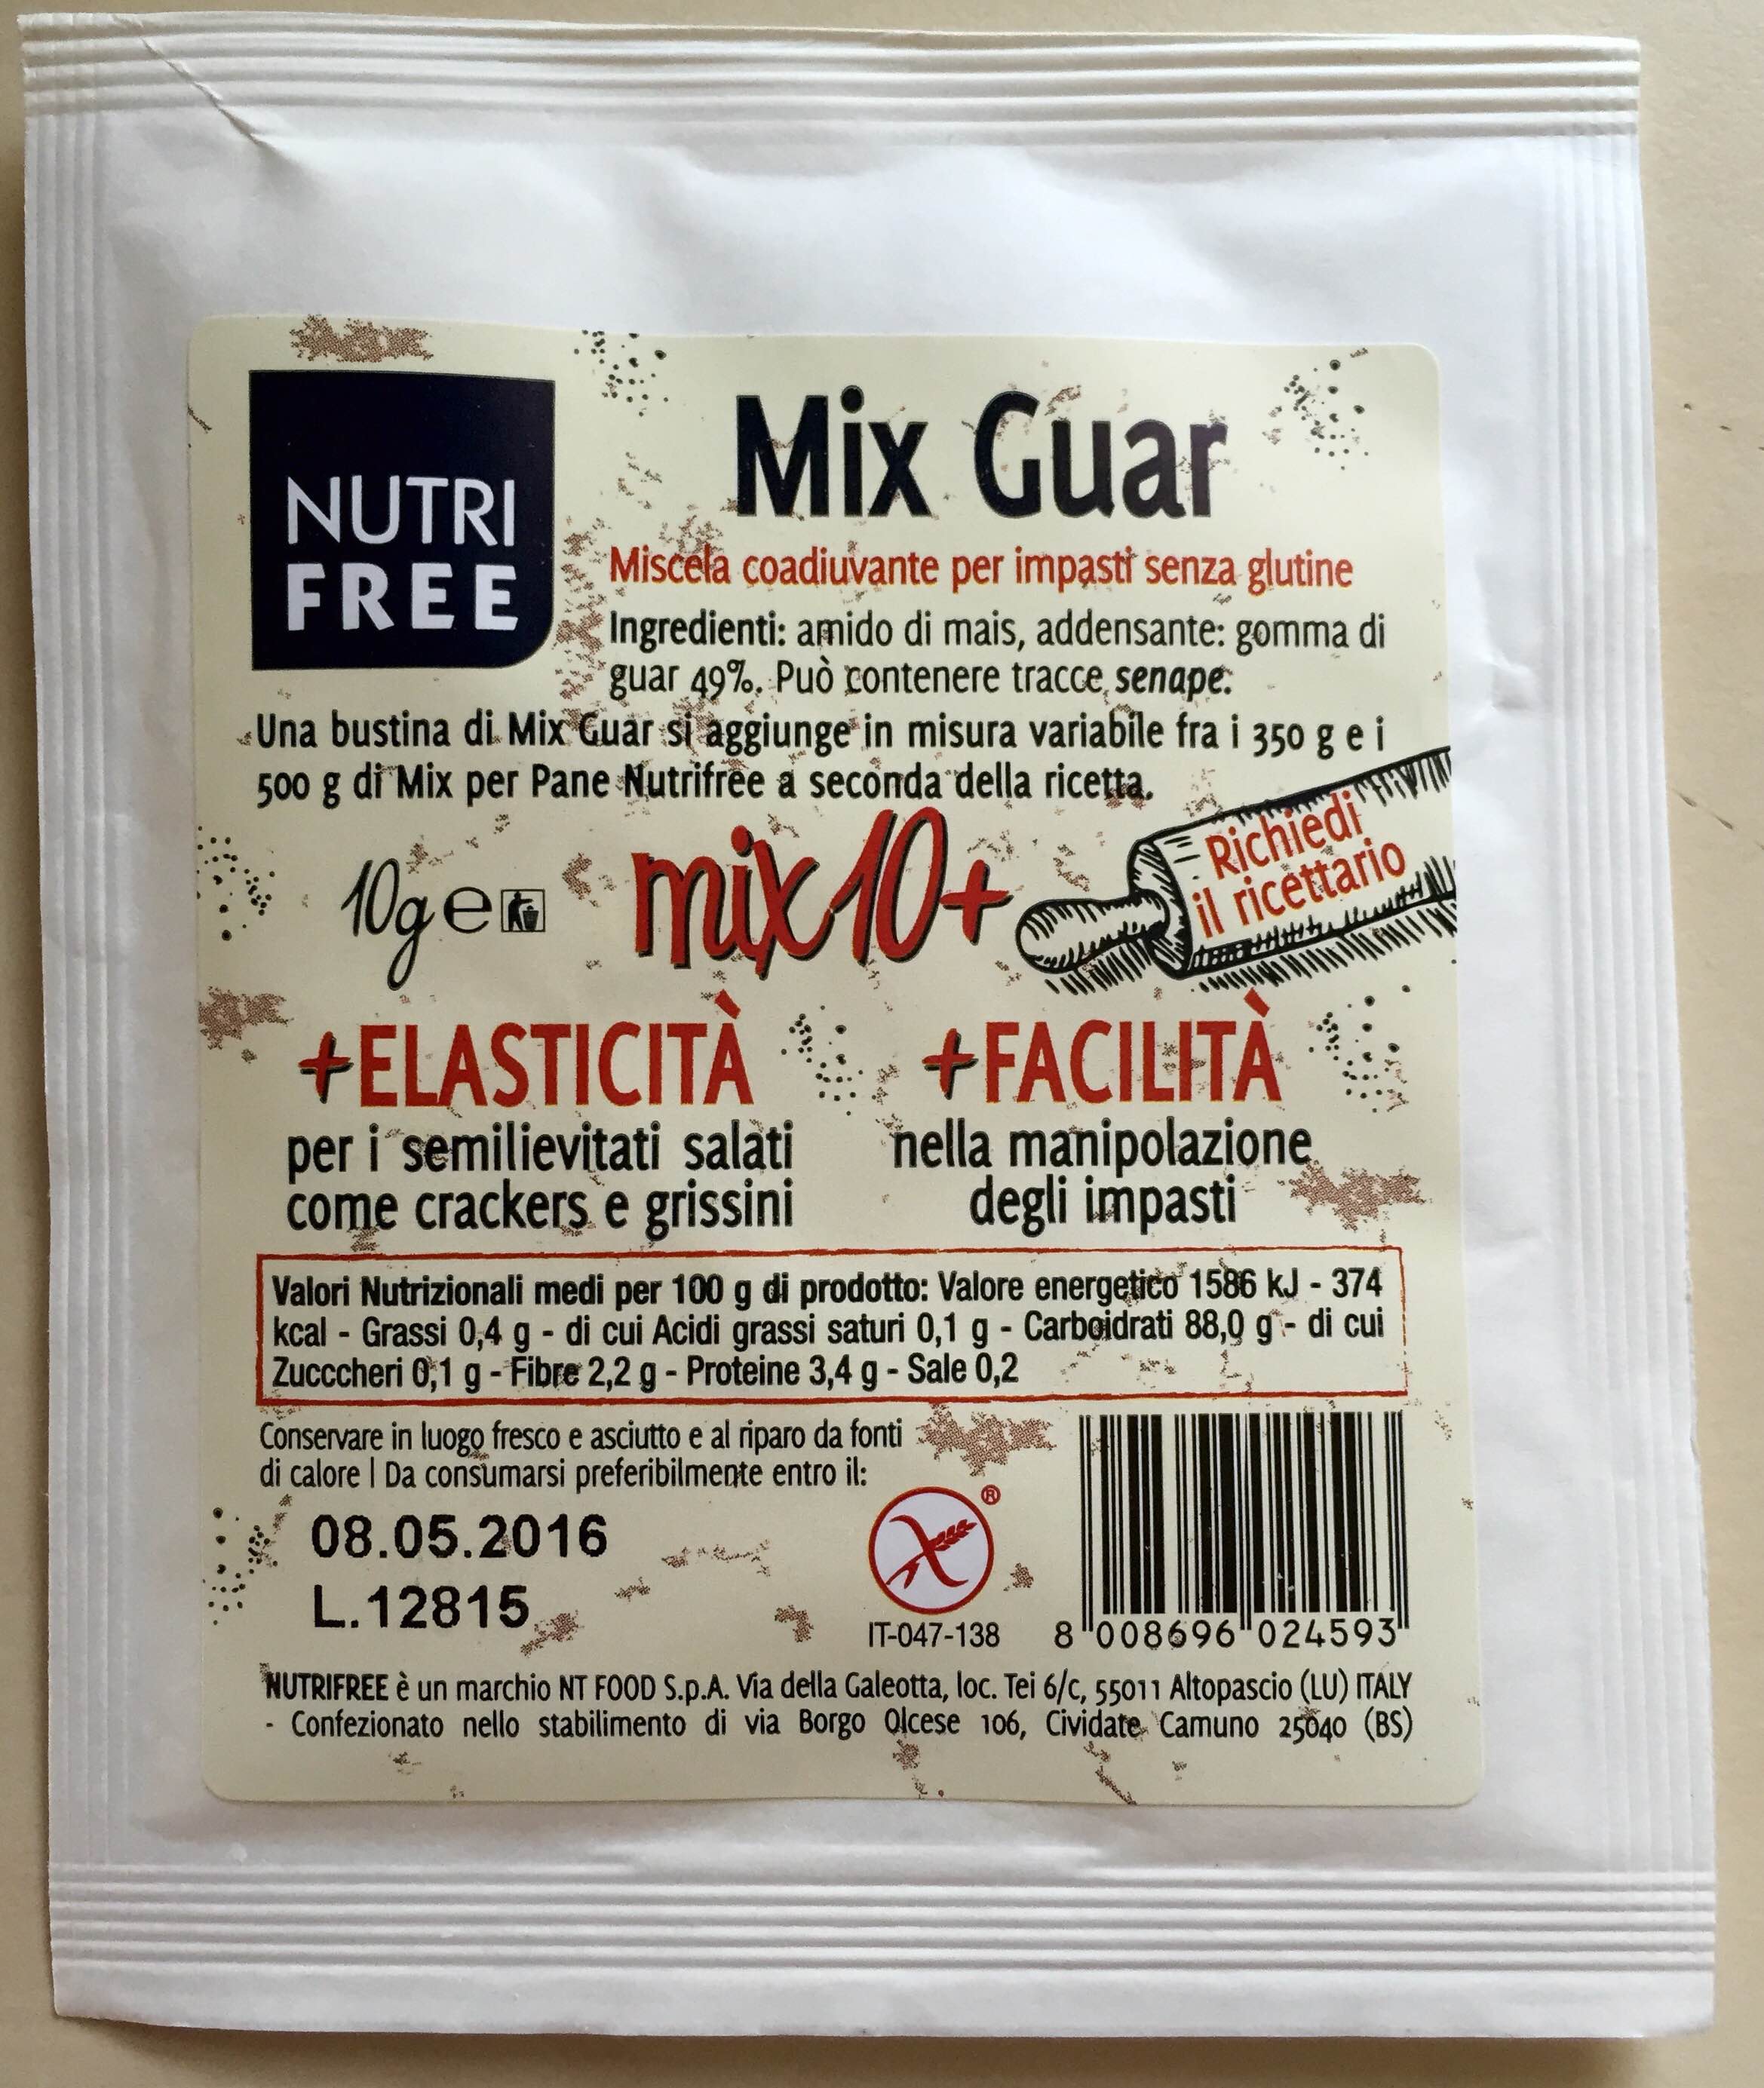 NUTRI
FREE
Mix Guar
Miscela coadiuvante per impasti senza glutine
Ingredienti: amido di mais, addensante: gomma di
guar 49%. Può contenere tracce senape.
Una bustina di Mix Guar si aggiunge in misura variabile fra i 350 g e i
500 g di Mix per Pane Nutrifree a seconda della ricetta.
10g e
mix10+
Richiedi
il ricettario
+ELASTICITÀ
per i semilievitati salati
come crackers e grissini
+FACILITÀ
nella manipolazione
degli impasti
Valori Nutrizionali medi per 100 g di prodotto: Valore energetico 1586 kJ - 374
kcal - Grassi 0,4 g - di cui Acidi grassi saturi 0,1 g - Carboidrati 88,0 g - di cui
Zucccheri 0,1 g - Fibre 2,2 g - Proteine 3,4 g - Sale 0,2
Conservare in luogo fresco e asciutto e al riparo da fonti
di calore | Da consumarsi preferibilmente entro il:
08.05.2016
L.12815
®
IT-047-138
8 008696 024593
NUTRIFREE è un marchio NT FOOD S.p.A. Via della Galeotta, loc. Tei 6/c, 55011 Altopascio (LU) ITALY
- Confezionato nello stabilimento di via Borgo Olcese 106, Cividate Camuno 25040 (BS)